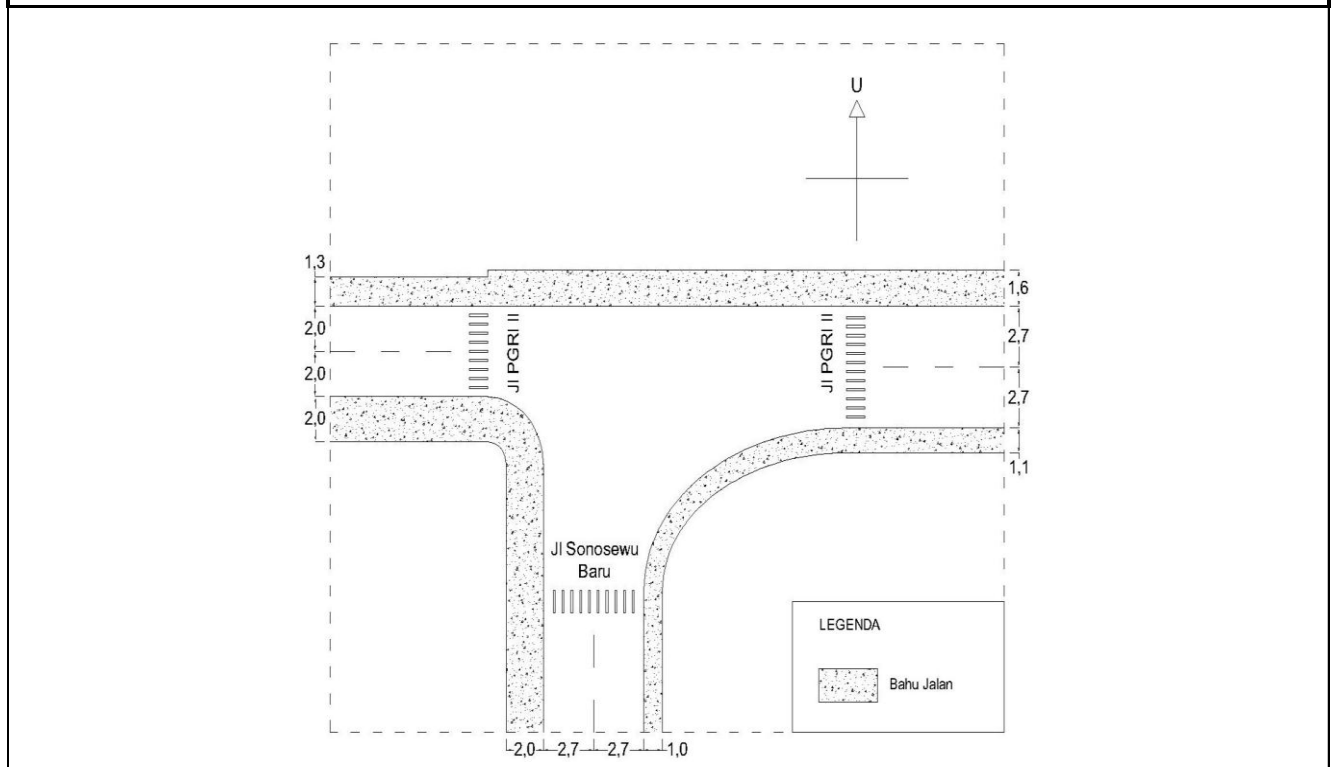 U
1,3
2,0
2,0
2,0
1,6
2,7
2,7
1,1
Jl PGRI II
Jl PGRI II
Jl Sonosewu
Baru
LEGENDA
Bahu Jalan
2,0 2,7 2,7 1,0